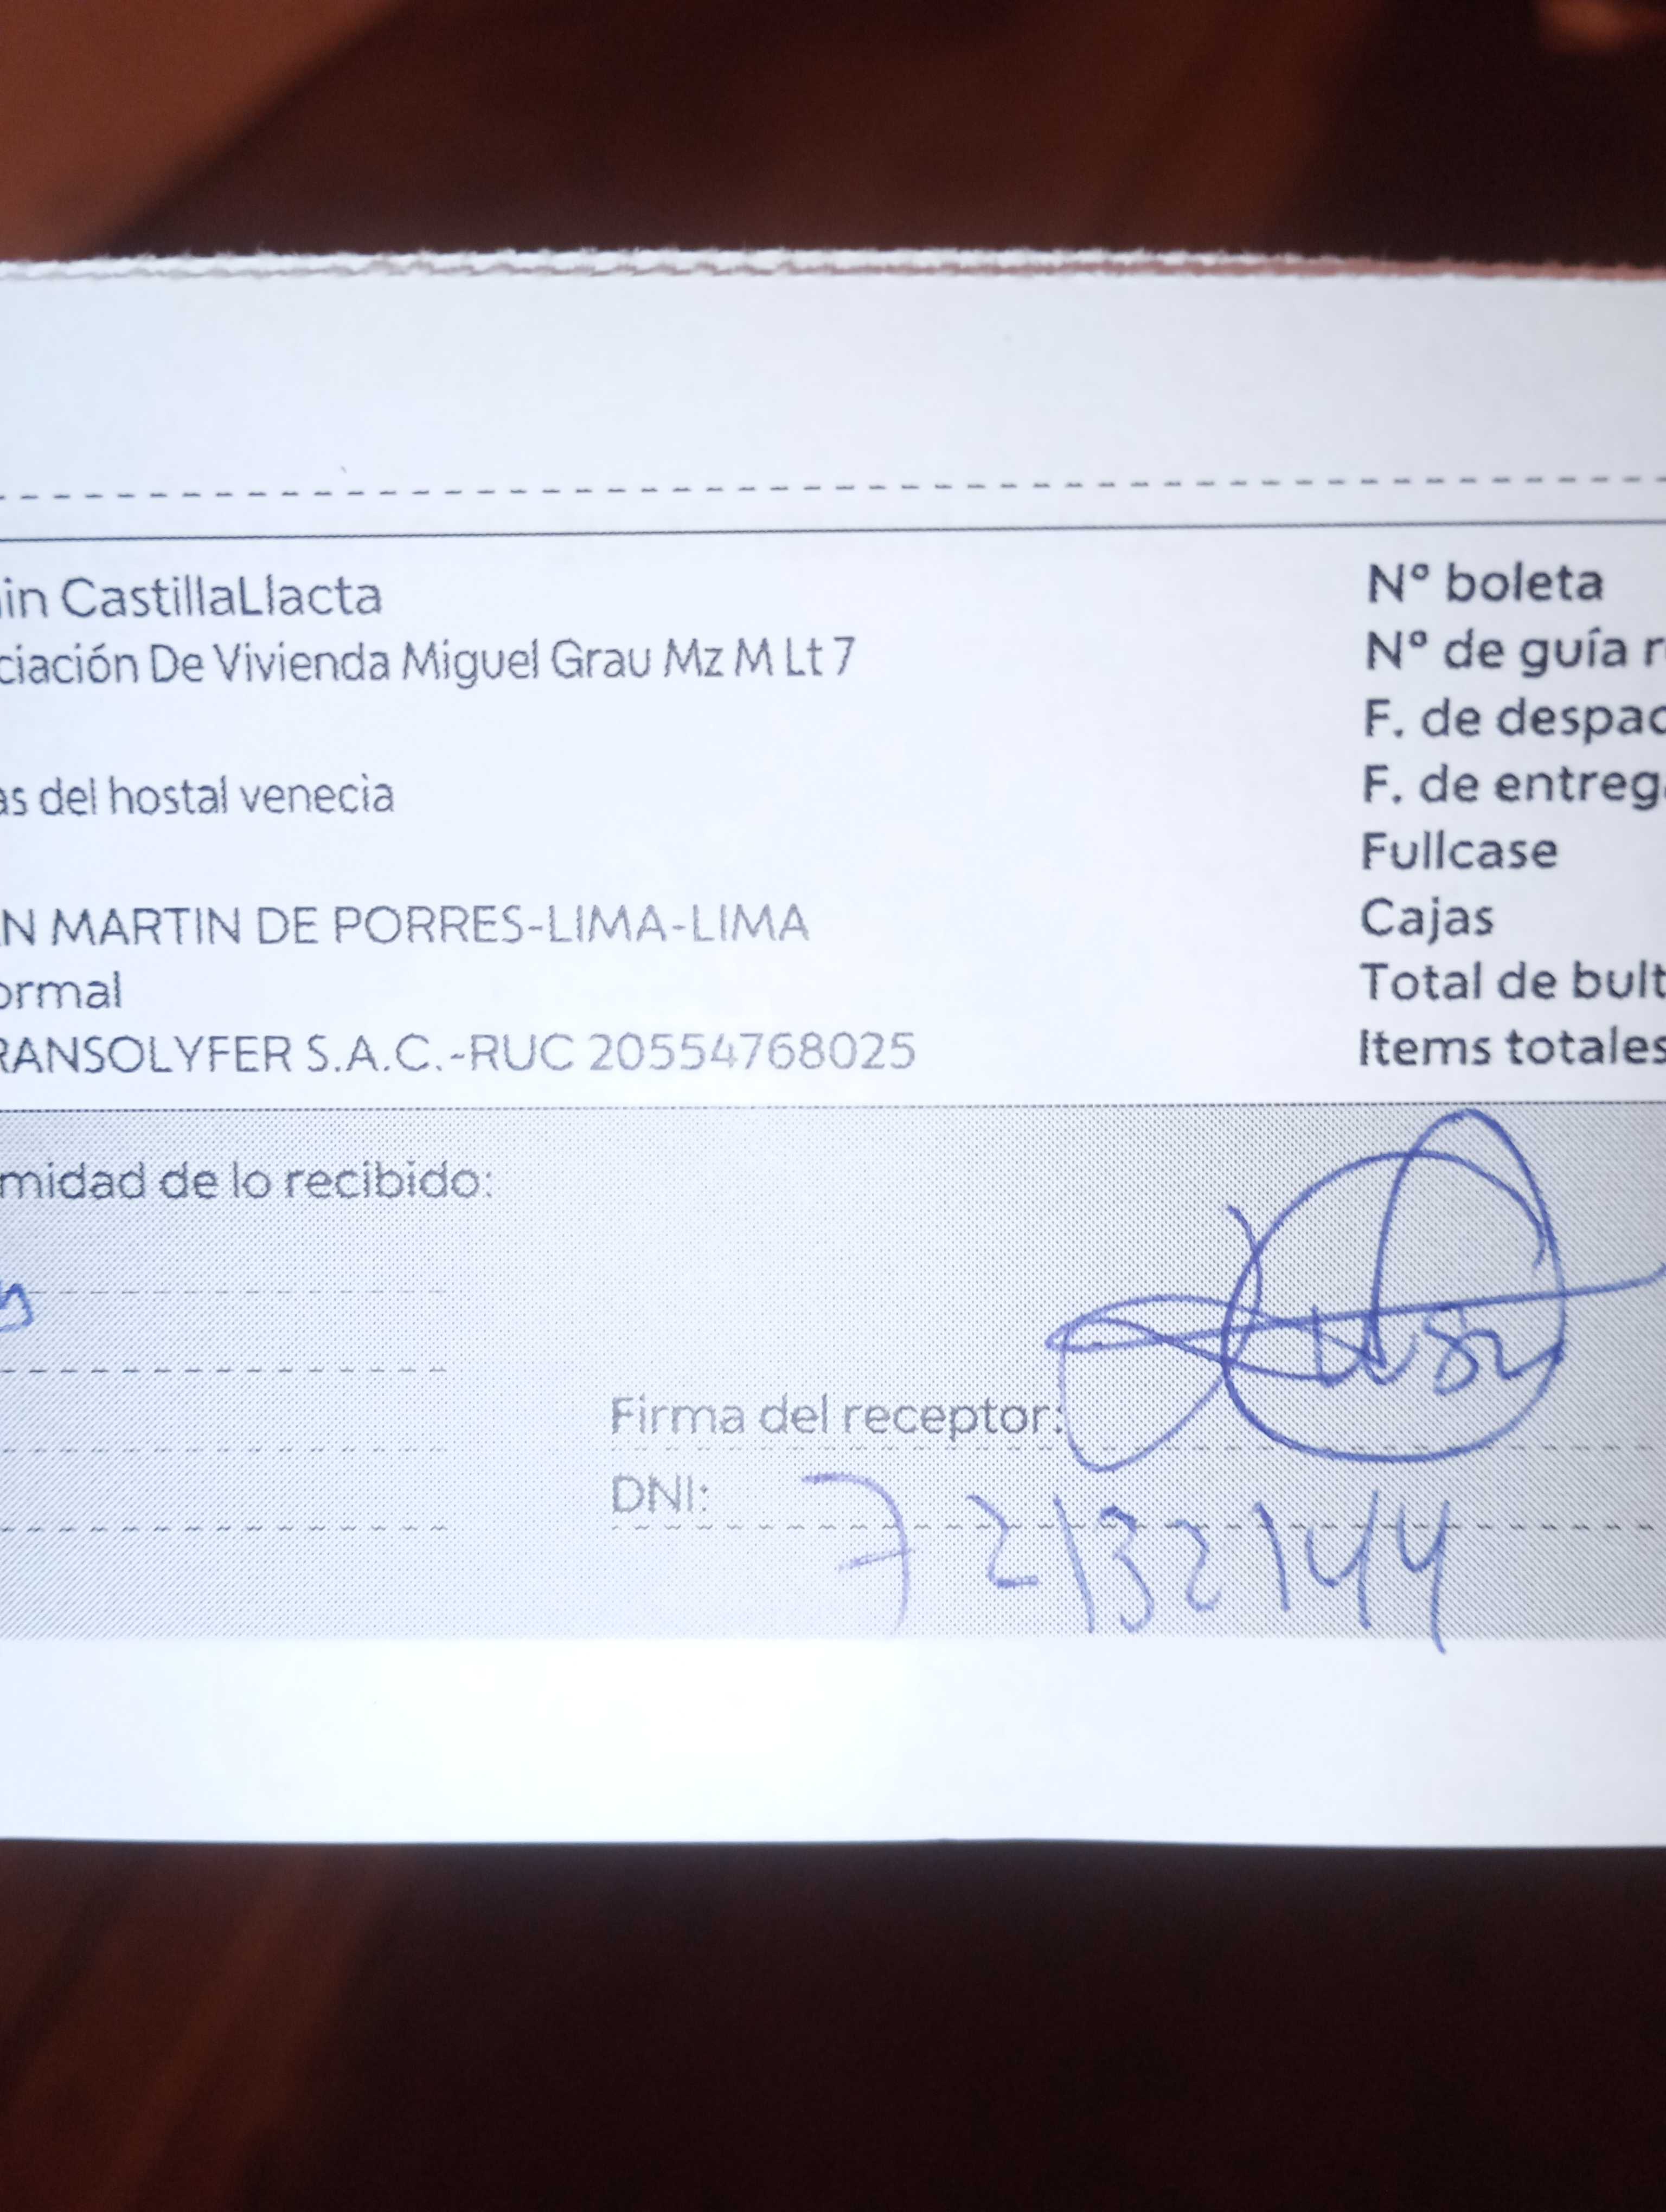 in CastillaLlacta
ciación De Vivienda Miguel Grau Mz M Lt 7
as del hostal venecia
N MARTIN DE PORRES-LIMA-LIMA
ormal
RANSOLYFER S.A.C.-RUC 20554768025
Nº boleta
Nº de guía r
F. de despac
F. de entreg
Fullcase
Cajas
Total de bult
Items totales
midad de lo recibido:
Firma del receptor:
DNI: 72132144